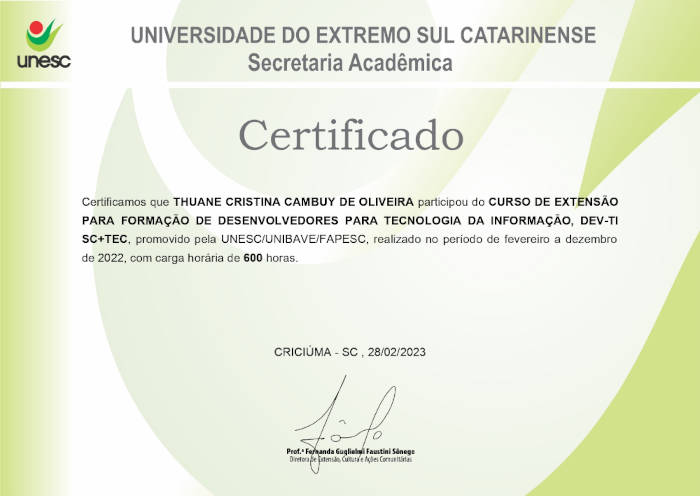 unesc
UNIVERSIDADE DO EXTREMO SUL CATARINENSE
Secretaria Acadêmica
Certificado
Certificamos que THUANE CRISTINA CAMBUY DE OLIVEIRA participou do CURSO DE EXTENSÃO
PARA FORMAÇÃO DE DESENVOLVEDORES PARA TECNOLOGIA DA INFORMAÇÃO, DEV-TI
SC+TEC, promovido pela UNESC/UNIBAVE/FAPESC, realizado no período de fevereiro a dezembro
de 2022, com carga horária de 600 horas.
CRICIÚMA - SC , 28/02/2023
Prof.ª Fernanda Guglielmi Faustini Sônego
Diretora de Extensão, Cultura e Ações Comunitárias